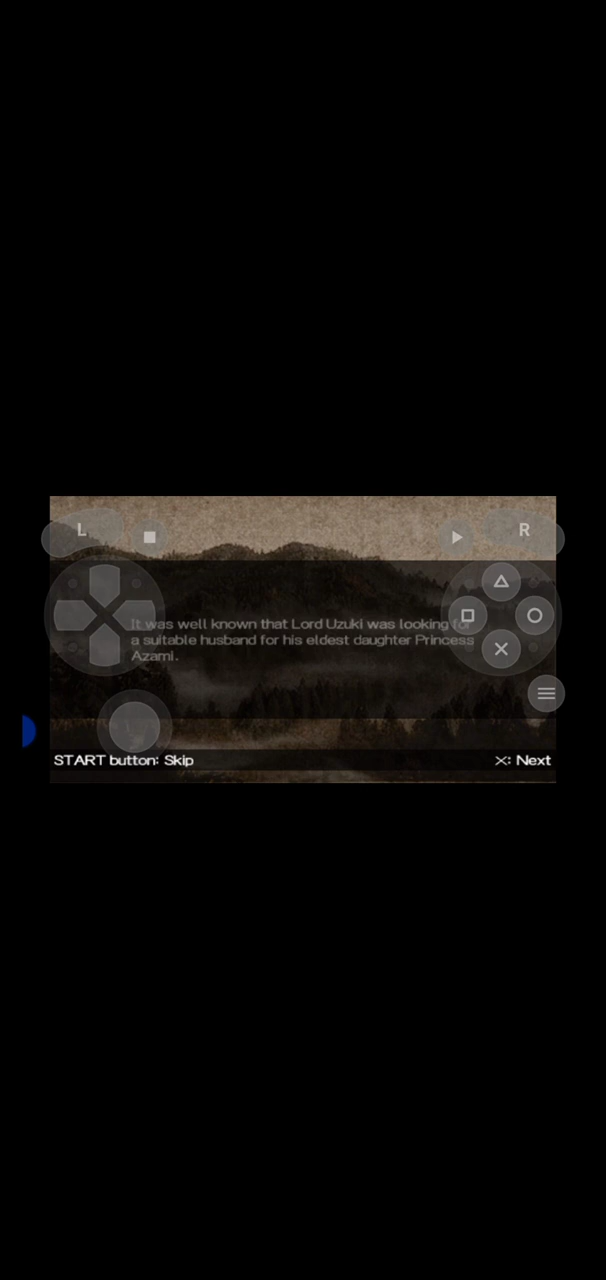 L
R
It was well known that Lord Uzuki was looking for
a suitable husband for his eldest daughter Princess
Azami.
START button: Skip
×: Next